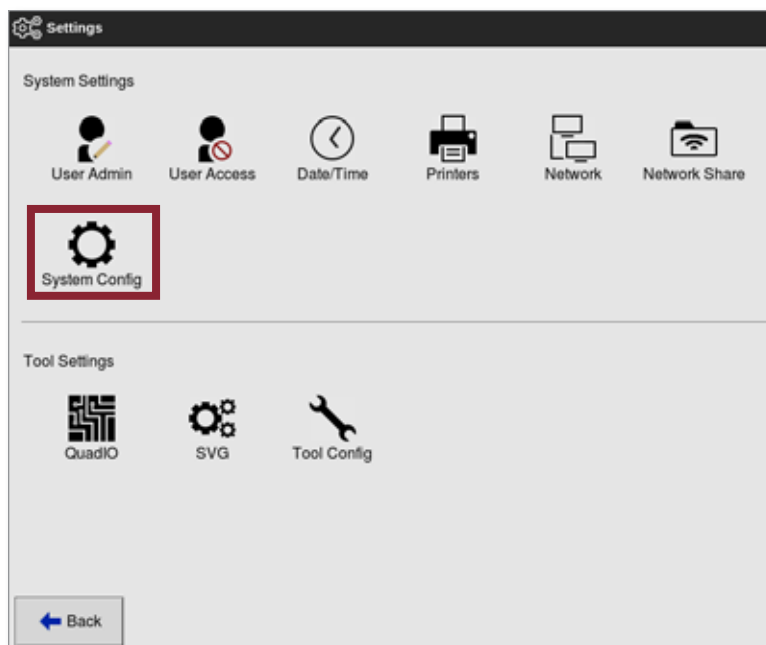 Settings
System Settings
User Admin User Access Date/Time Printers Network Network Share
System Config
Tool Settings
QuadIO SVG Tool Config
Back